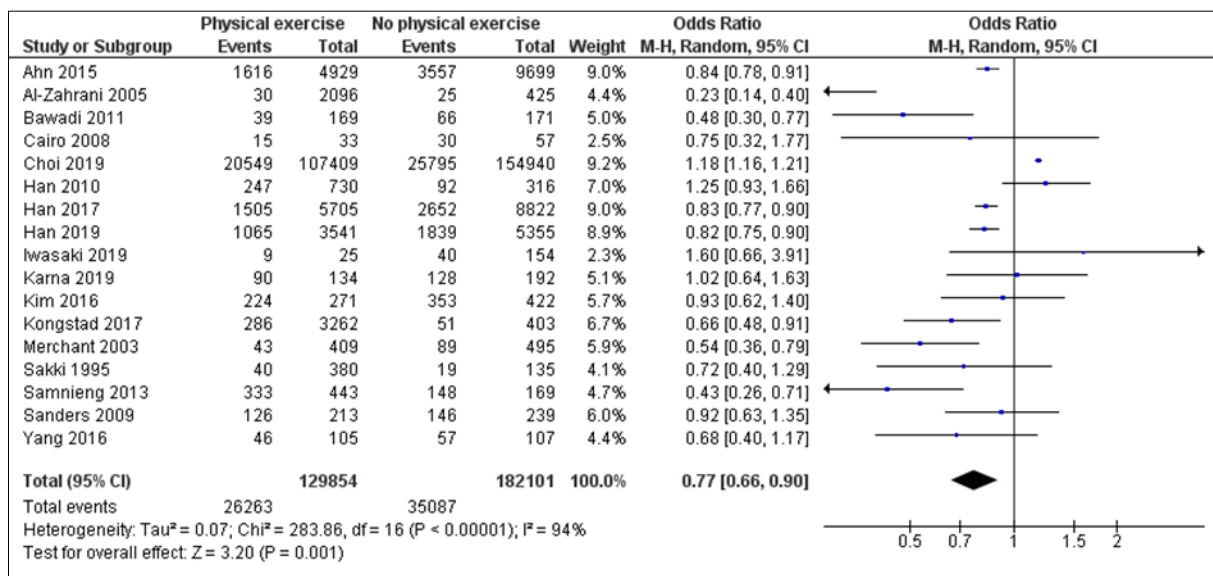 Physical exercise No physical exercise Odds Ratio Odds Ratio
Study or Subgroup Events Total Events Total Weight M-H, Random, 95% CI M-H, Random, 95% CI
Ahn 2015 1616 4929 3557 9699 9.0% 0.84 [0.78, 0.91]
Al-Zahrani 2005 30 2096 25 425 4.4% 0.23 [0.14, 0.40]
Bawadi 2011 39 169 66 171 5.0% 0.48 [0.30, 0.77]
Cairo 2008 15 33 30 57 2.5% 0.75 [0.32, 1.77]
Choi 2019 20549 107409 25795 154940 9.2% 1.18 [1.16, 1.21]
Han 2010 247 730 92 316 7.0% 1.25 [0.93, 1.66]
Han 2017 1505 5705 2652 8822 9.0% 0.83 [0.77, 0.90]
Han 2019 1065 3541 1839 5355 8.9% 0.82 [0.75, 0.90]
Iwasaki 2019 9 25 40 154 2.3% 1.60 [0.66, 3.91]
Karna 2019 90 134 128 192 5.1% 1.02 [0.64, 1.63]
Kim 2016 224 271 353 422 5.7% 0.93 [0.62, 1.40]
Kongstad 2017 286 3262 51 403 6.7% 0.66 [0.48, 0.91]
Merchant 2003 43 409 89 495 5.9% 0.54 [0.36, 0.79]
Sakki 1995 40 380 19 135 4.1% 0.72 [0.40, 1.29]
Samnieng 2013 333 443 148 169 4.7% 0.43 [0.26, 0.71]
Sanders 2009 126 213 146 239 6.0% 0.92 [0.63, 1.35]
Yang 2016 46 105 57 107 4.4% 0.68 [0.40, 1.17]
Total (95% CI) 129854 182101 100.0% 0.77 [0.66, 0.90]
Total events 26263 35087
Heterogeneity: Tau² = 0.07; Chi² = 283.86, df = 16 (P < 0.00001); I² = 94%
Test for overall effect: Z = 3.20 (P = 0.001)
0.5 0.7 1 1.5 2